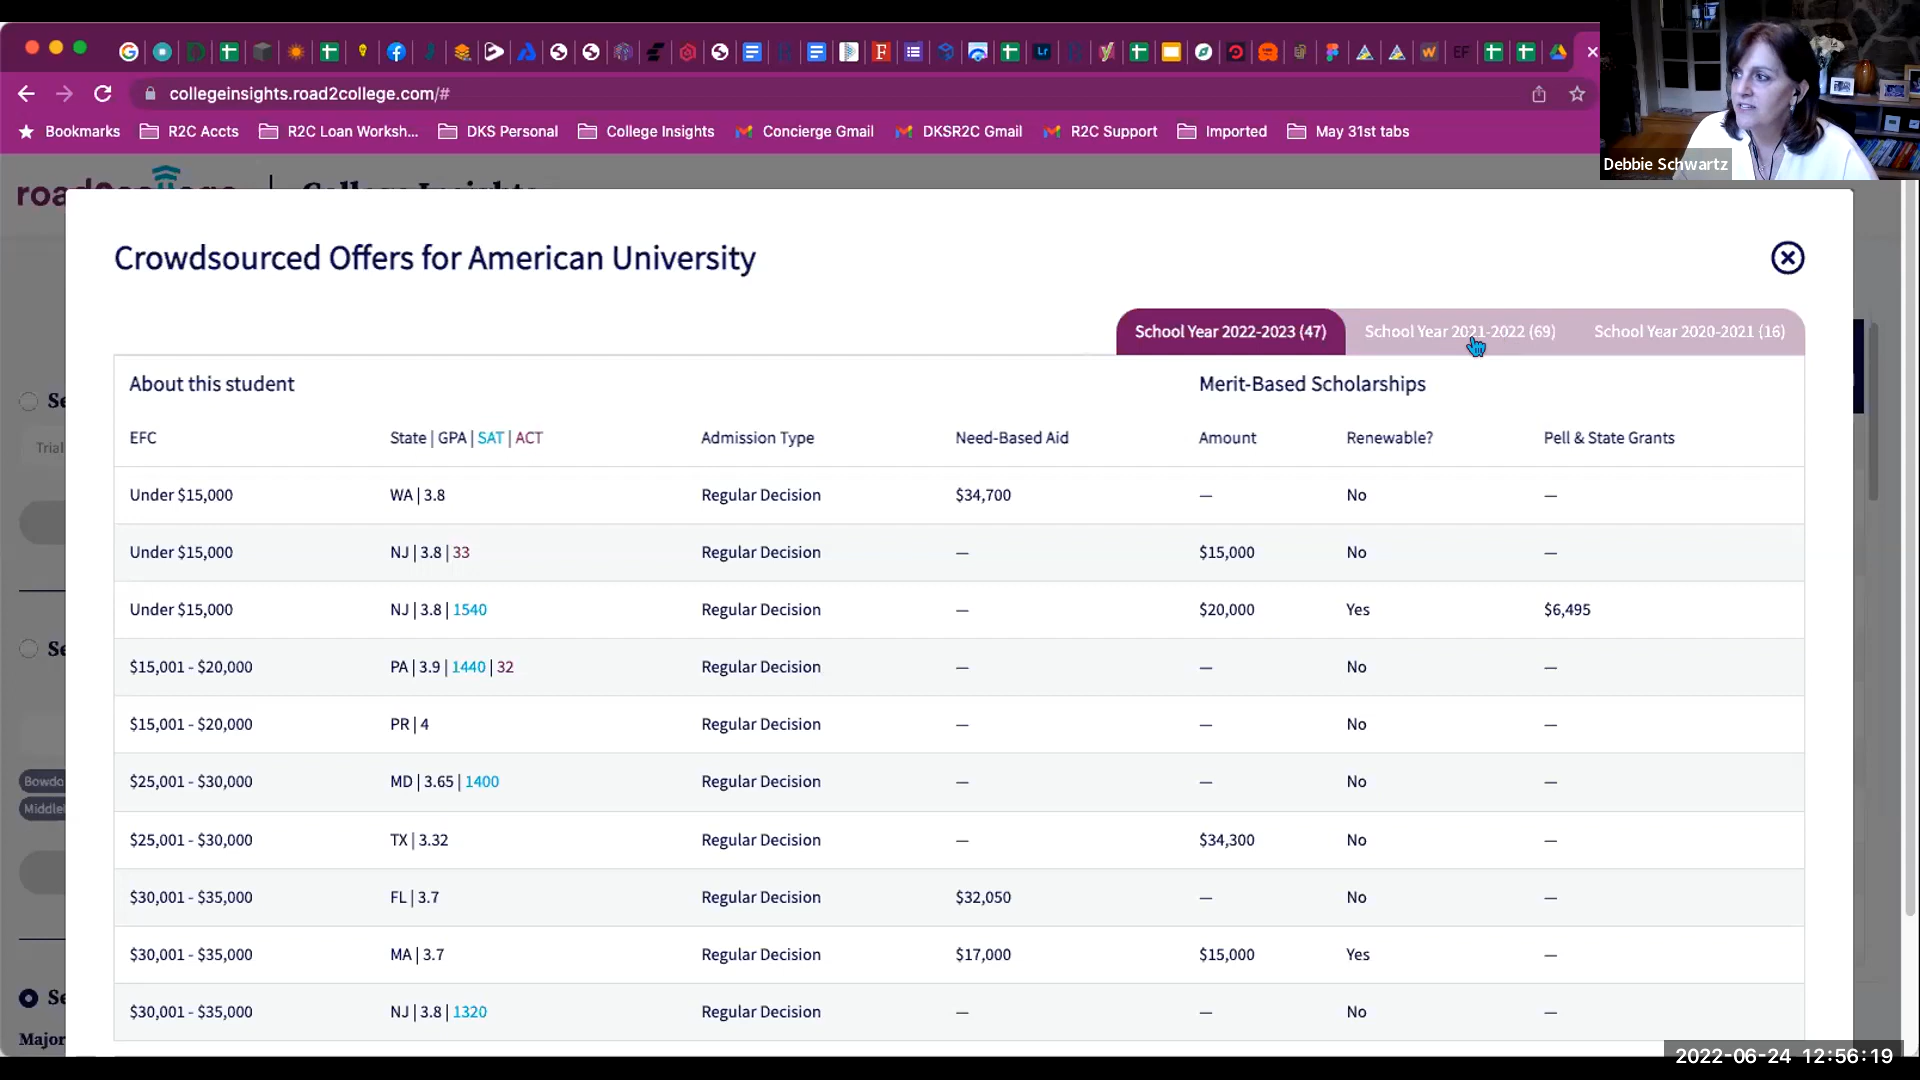 collegeinsights.road2college.com/#
Bookmarks R2C Accts R2C Loan Worksh... DKS Personal College Insights Concierge Gmail DKSR2C Gmail R2C Support Imported May 31st tabs
Debbie Schwartz
Crowdsourced Offers for American University
School Year 2022-2023 (47) School Year 2021-2022 (69) School Year 2020-2021 (16)
About this student Merit-Based Scholarships
EFC State | GPA | SAT | ACT Admission Type Need-Based Aid Amount Renewable? Pell & State Grants
Under $15,000 WA | 3.8 Regular Decision $34,700 — No —
Under $15,000 NJ | 3.8 | 33 Regular Decision — $15,000 No —
Under $15,000 NJ | 3.8 | 1540 Regular Decision — $20,000 Yes $6,495
$15,001 - $20,000 PA | 3.9 | 1440 | 32 Regular Decision — — No —
$15,001 - $20,000 PR | 4 Regular Decision — — No —
$25,001 - $30,000 MD | 3.65 | 1400 Regular Decision — — No —
$25,001 - $30,000 TX | 3.32 Regular Decision — $34,300 No —
$30,001 - $35,000 FL | 3.7 Regular Decision $32,050 — No —
$30,001 - $35,000 MA | 3.7 Regular Decision $17,000 $15,000 Yes —
$30,001 - $35,000 NJ | 3.8 | 1320 Regular Decision — — No —
Trial
Major
2022-06-24 12:56:19